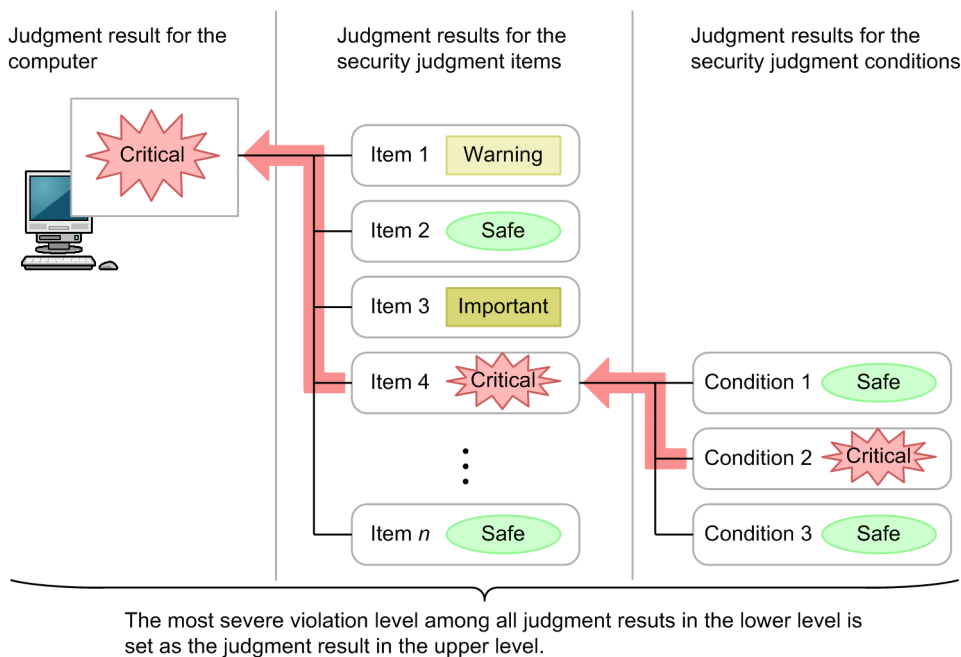 Judgment result for the
computer
Judgment results for the
security judgment items
Judgment results for the
security judgment conditions
Critical
Item 1 Warning
Item 2 Safe
Item 3 Important
Item 4 Critical
Item n Safe
Condition 1 Safe
Condition 2 Critical
Condition 3 Safe
The most severe violation level among all judgment resuts in the lower level is
set as the judgment result in the upper level.